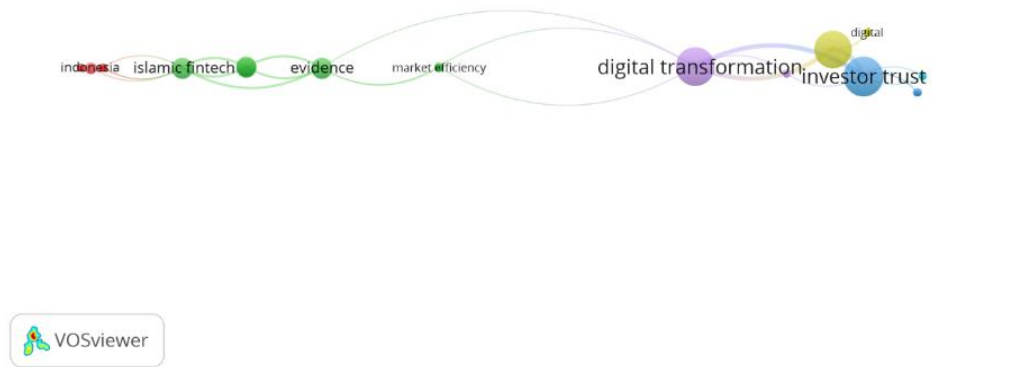 digital
indonesia
islamic fintech
evidence
market efficiency
digital transformation
investor trust
VOSviewer